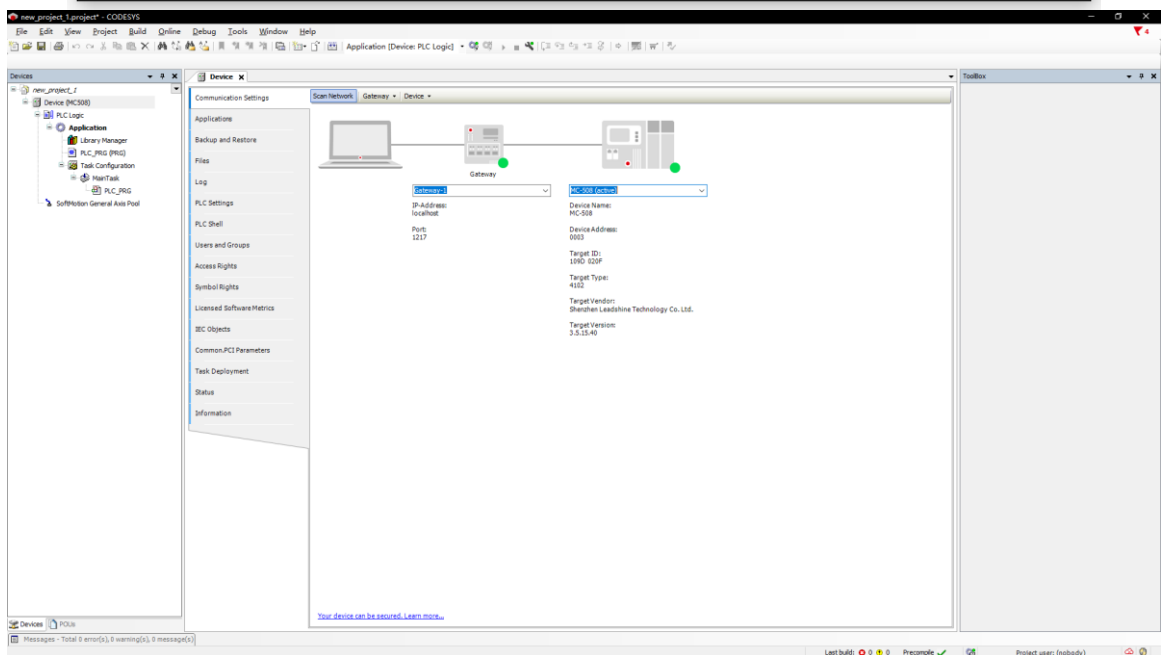 new_project_1.project* - CODESYS
File Edit View Project Build Online Debug Tools Window Help
4
Application [Device: PLC Logic]
Devices
new_project_1
Device (MC508)
PLC Logic
Application
Library Manager
PLC_PRG (PRG)
Task Configuration
MainTask
PLC_PRG
SoftMotion General Axis Pool
Devices POUs
Device
Communication Settings
Applications
Backup and Restore
Files
Log
PLC Settings
PLC Shell
Users and Groups
Access Rights
Symbol Rights
Licensed Software Metrics
IEC Objects
Common.PCI Parameters
Task Deployment
Status
Information
Scan Network Gateway Device
Gateway
Gateway-1
IP-Address:
localhost
Port:
1217
MC-508 (active)
Device Name:
MC-508
Device Address:
0003
Target ID:
109D 020F
Target Type:
4102
Target Vendor:
Shenzhen Leadshine Technology Co. Ltd.
Target Version:
3.5.15.40
Your device can be secured. Learn more...
ToolBox
Messages - Total 0 error(s), 0 warning(s), 0 message(s)
Last build: 0 0 Precompile Project user: (nobody)